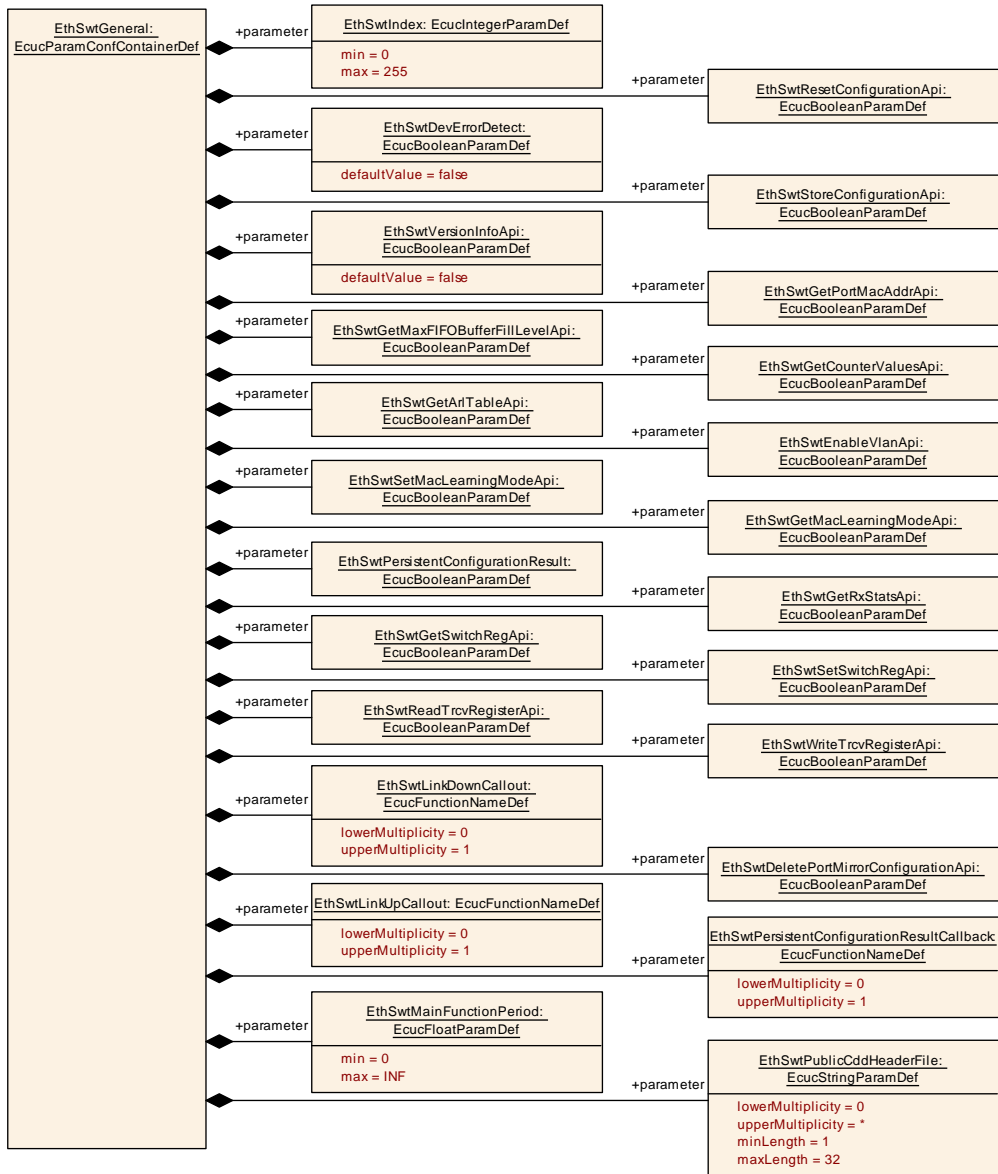 EthSwtGeneral:
EcucParamConfContainerDef
+parameter
EthSwtIndex: EcucIntegerParamDef
min = 0
max = 255
+parameter
EthSwtResetConfigurationApi:
EcucBooleanParamDef
+parameter
EthSwtDevErrorDetect:
EcucBooleanParamDef
defaultValue = false
+parameter
EthSwtStoreConfigurationApi:
EcucBooleanParamDef
+parameter
EthSwtVersionInfoApi:
EcucBooleanParamDef
defaultValue = false
+parameter
EthSwtGetPortMacAddrApi:
EcucBooleanParamDef
+parameter
EthSwtGetMaxFIFOBufferFillLevelApi:
EcucBooleanParamDef
+parameter
EthSwtGetCounterValuesApi:
EcucBooleanParamDef
+parameter
EthSwtGetArlTableApi:
EcucBooleanParamDef
+parameter
EthSwtEnableVlanApi:
EcucBooleanParamDef
+parameter
EthSwtSetMacLearningModeApi:
EcucBooleanParamDef
+parameter
EthSwtGetMacLearningModeApi:
EcucBooleanParamDef
+parameter
EthSwtPersistentConfigurationResult:
EcucBooleanParamDef
+parameter
EthSwtGetRxStatsApi:
EcucBooleanParamDef
+parameter
EthSwtGetSwitchRegApi:
EcucBooleanParamDef
+parameter
EthSwtSetSwitchRegApi:
EcucBooleanParamDef
+parameter
EthSwtReadTrcvRegisterApi:
EcucBooleanParamDef
+parameter
EthSwtWriteTrcvRegisterApi:
EcucBooleanParamDef
+parameter
EthSwtLinkDownCallout:
EcucFunctionNameDef
lowerMultiplicity = 0
upperMultiplicity = 1
+parameter
EthSwtDeletePortMirrorConfigurationApi:
EcucBooleanParamDef
+parameter
EthSwtLinkUpCallout: EcucFunctionNameDef
lowerMultiplicity = 0
upperMultiplicity = 1
+parameter
EthSwtPersistentConfigurationResultCallback:
EcucFunctionNameDef
lowerMultiplicity = 0
upperMultiplicity = 1
+parameter
EthSwtMainFunctionPeriod:
EcucFloatParamDef
min = 0
max = INF
+parameter
EthSwtPublicCddHeaderFile:
EcucStringParamDef
lowerMultiplicity = 0
upperMultiplicity = *
minLength = 1
maxLength = 32